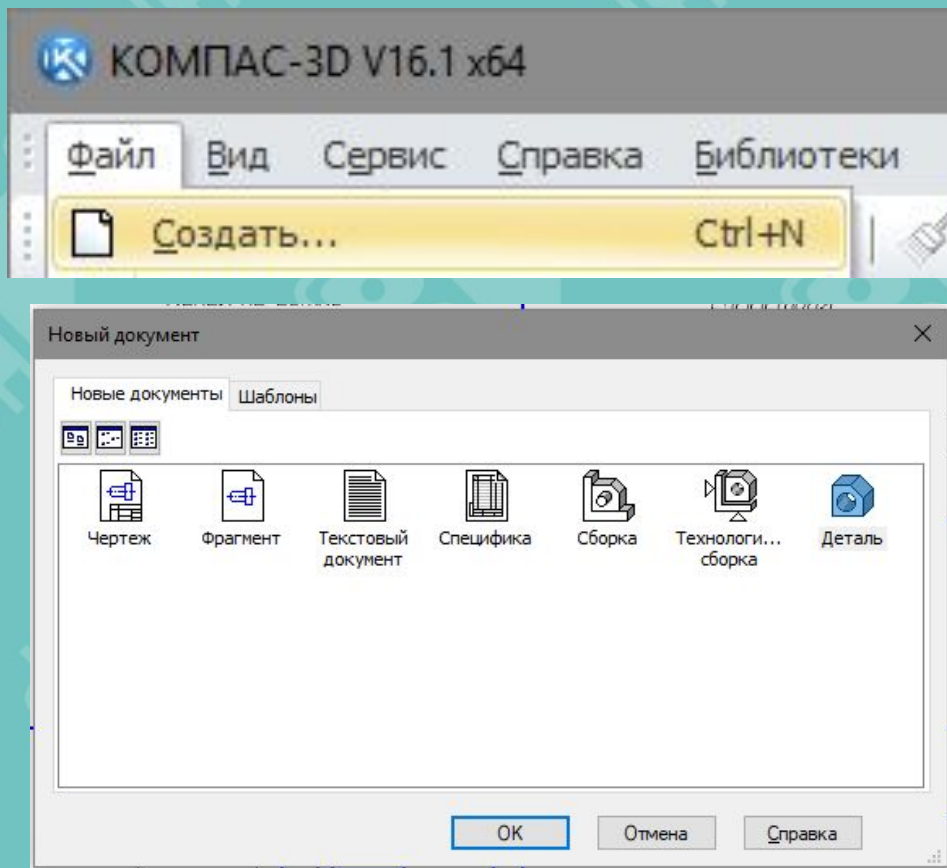 КОМПАС-3D V16.1 x64
Файл Вид Сервис Справка Библиотеки
Создать... Ctrl+N
Новый документ
Новые документы Шаблоны
Чертеж Фрагмент Текстовый Специфика Сборка Технологи... Деталь
документ сборка
OK Отмена Справка